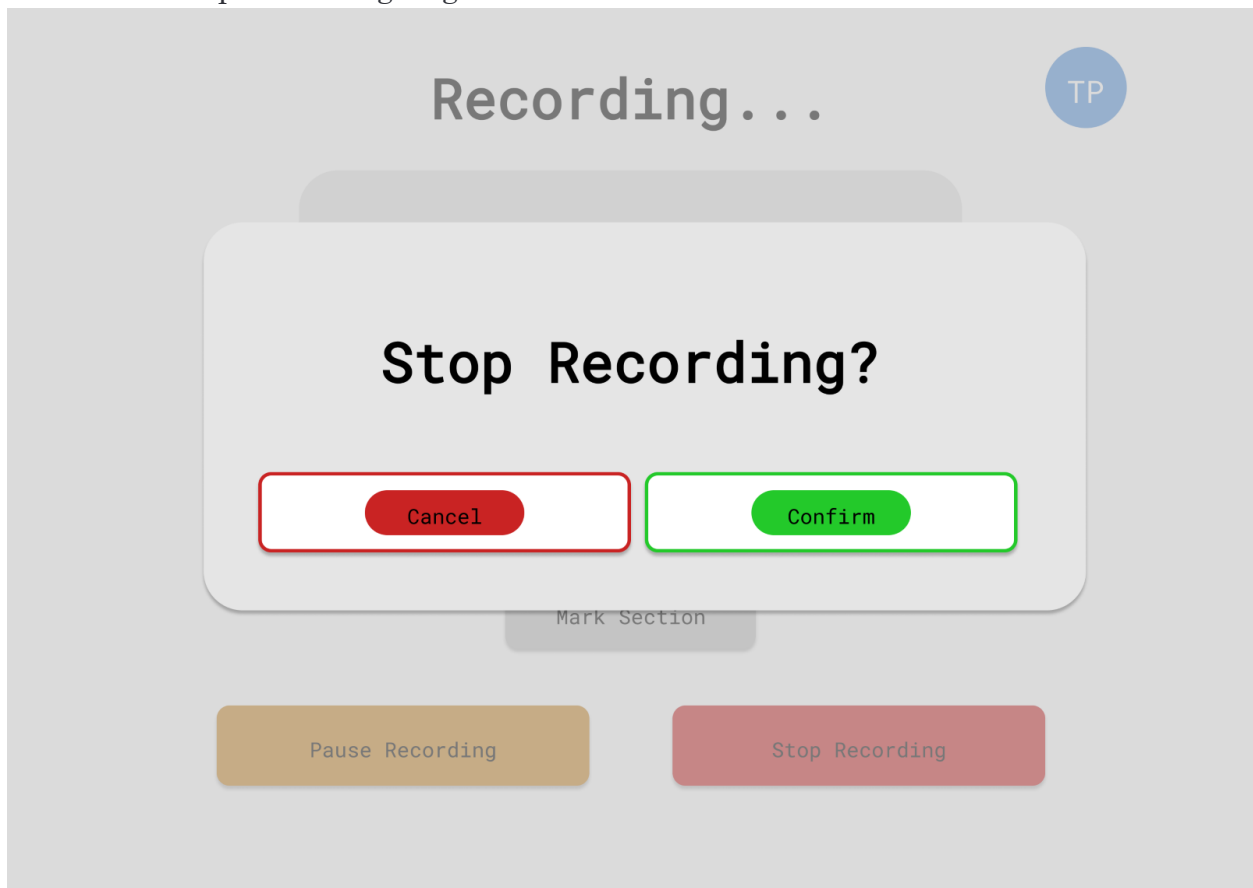 Recording...
TP
Stop Recording?
Cancel
Confirm
Mark Section
Pause Recording
Stop Recording